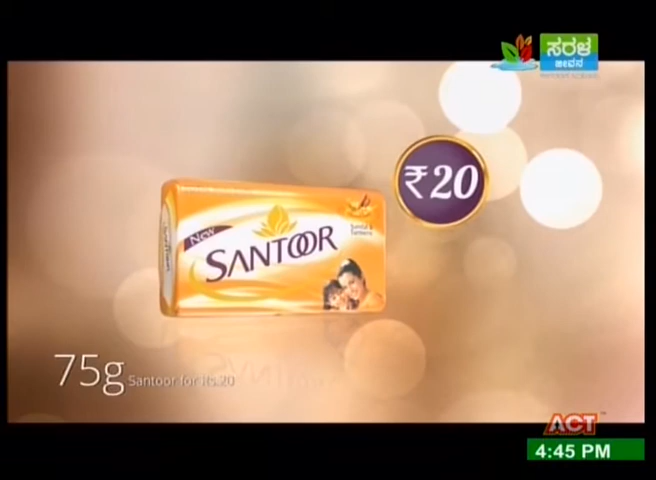 ಸರಳ
ಜೀವನ
₹20
New
SANTOOR
Sandal &
Turmeric
75g Santoor for Rs.20
ACT
4:45 PM